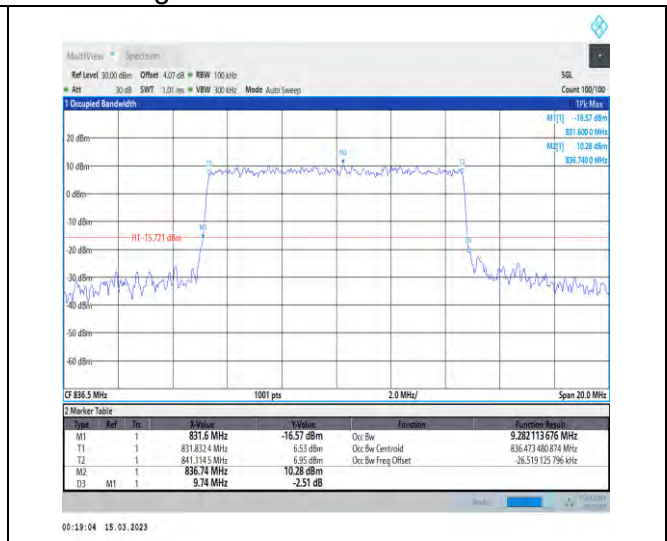 MultiView Spectrum
Ref Level 30.00 dBm Offset 4.07 dB RBW 100 kHz SGL
Att 30 dB SWT 1.01 ms VBW 300 kHz Mode Auto Sweep Count 100/100
1 Occupied Bandwidth 1Pk Max
M1[1] -16.57 dBm
831.600 0 MHz
M2[1] 10.28 dBm
836.740 0 MHz
20 dBm
M2
T1 T2
10 dBm
0 dBm
-10 dBm
H1 -15.721 dBm
-20 dBm
-30 dBm
-40 dBm
-50 dBm
-60 dBm
CF 836.5 MHz 1001 pts 2.0 MHz/ Span 20.0 MHz
2 Marker Table
Type Ref Trc X-Value Y-Value Function Function Result
M1 1 831.6 MHz -16.57 dBm Occ Bw 9.282 113 676 MHz
T1 1 831.832 4 MHz 6.53 dBm Occ Bw Centroid 836.473 480 874 MHz
T2 1 841.114 5 MHz 6.95 dBm Occ Bw Freq Offset -26.519 125 796 kHz
M2 1 836.74 MHz 10.28 dBm
D3 M1 1 9.74 MHz -2.51 dB
00:19:04 15.03.2023